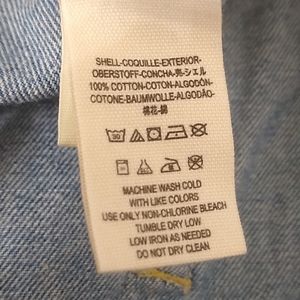 SHELL-COQUILLE-EXTERIOR-
OBERSTOFF-CONCHA-壳-シェル
100% COTTON-COTON-ALGODÓN-
COTONE-BAUMWOLLE-ALGODÃO-
棉花-綿
MACHINE WASH COLD
WITH LIKE COLORS
USE ONLY NON-CHLORINE BLEACH
TUMBLE DRY LOW
LOW IRON AS NEEDED
DO NOT DRY CLEAN